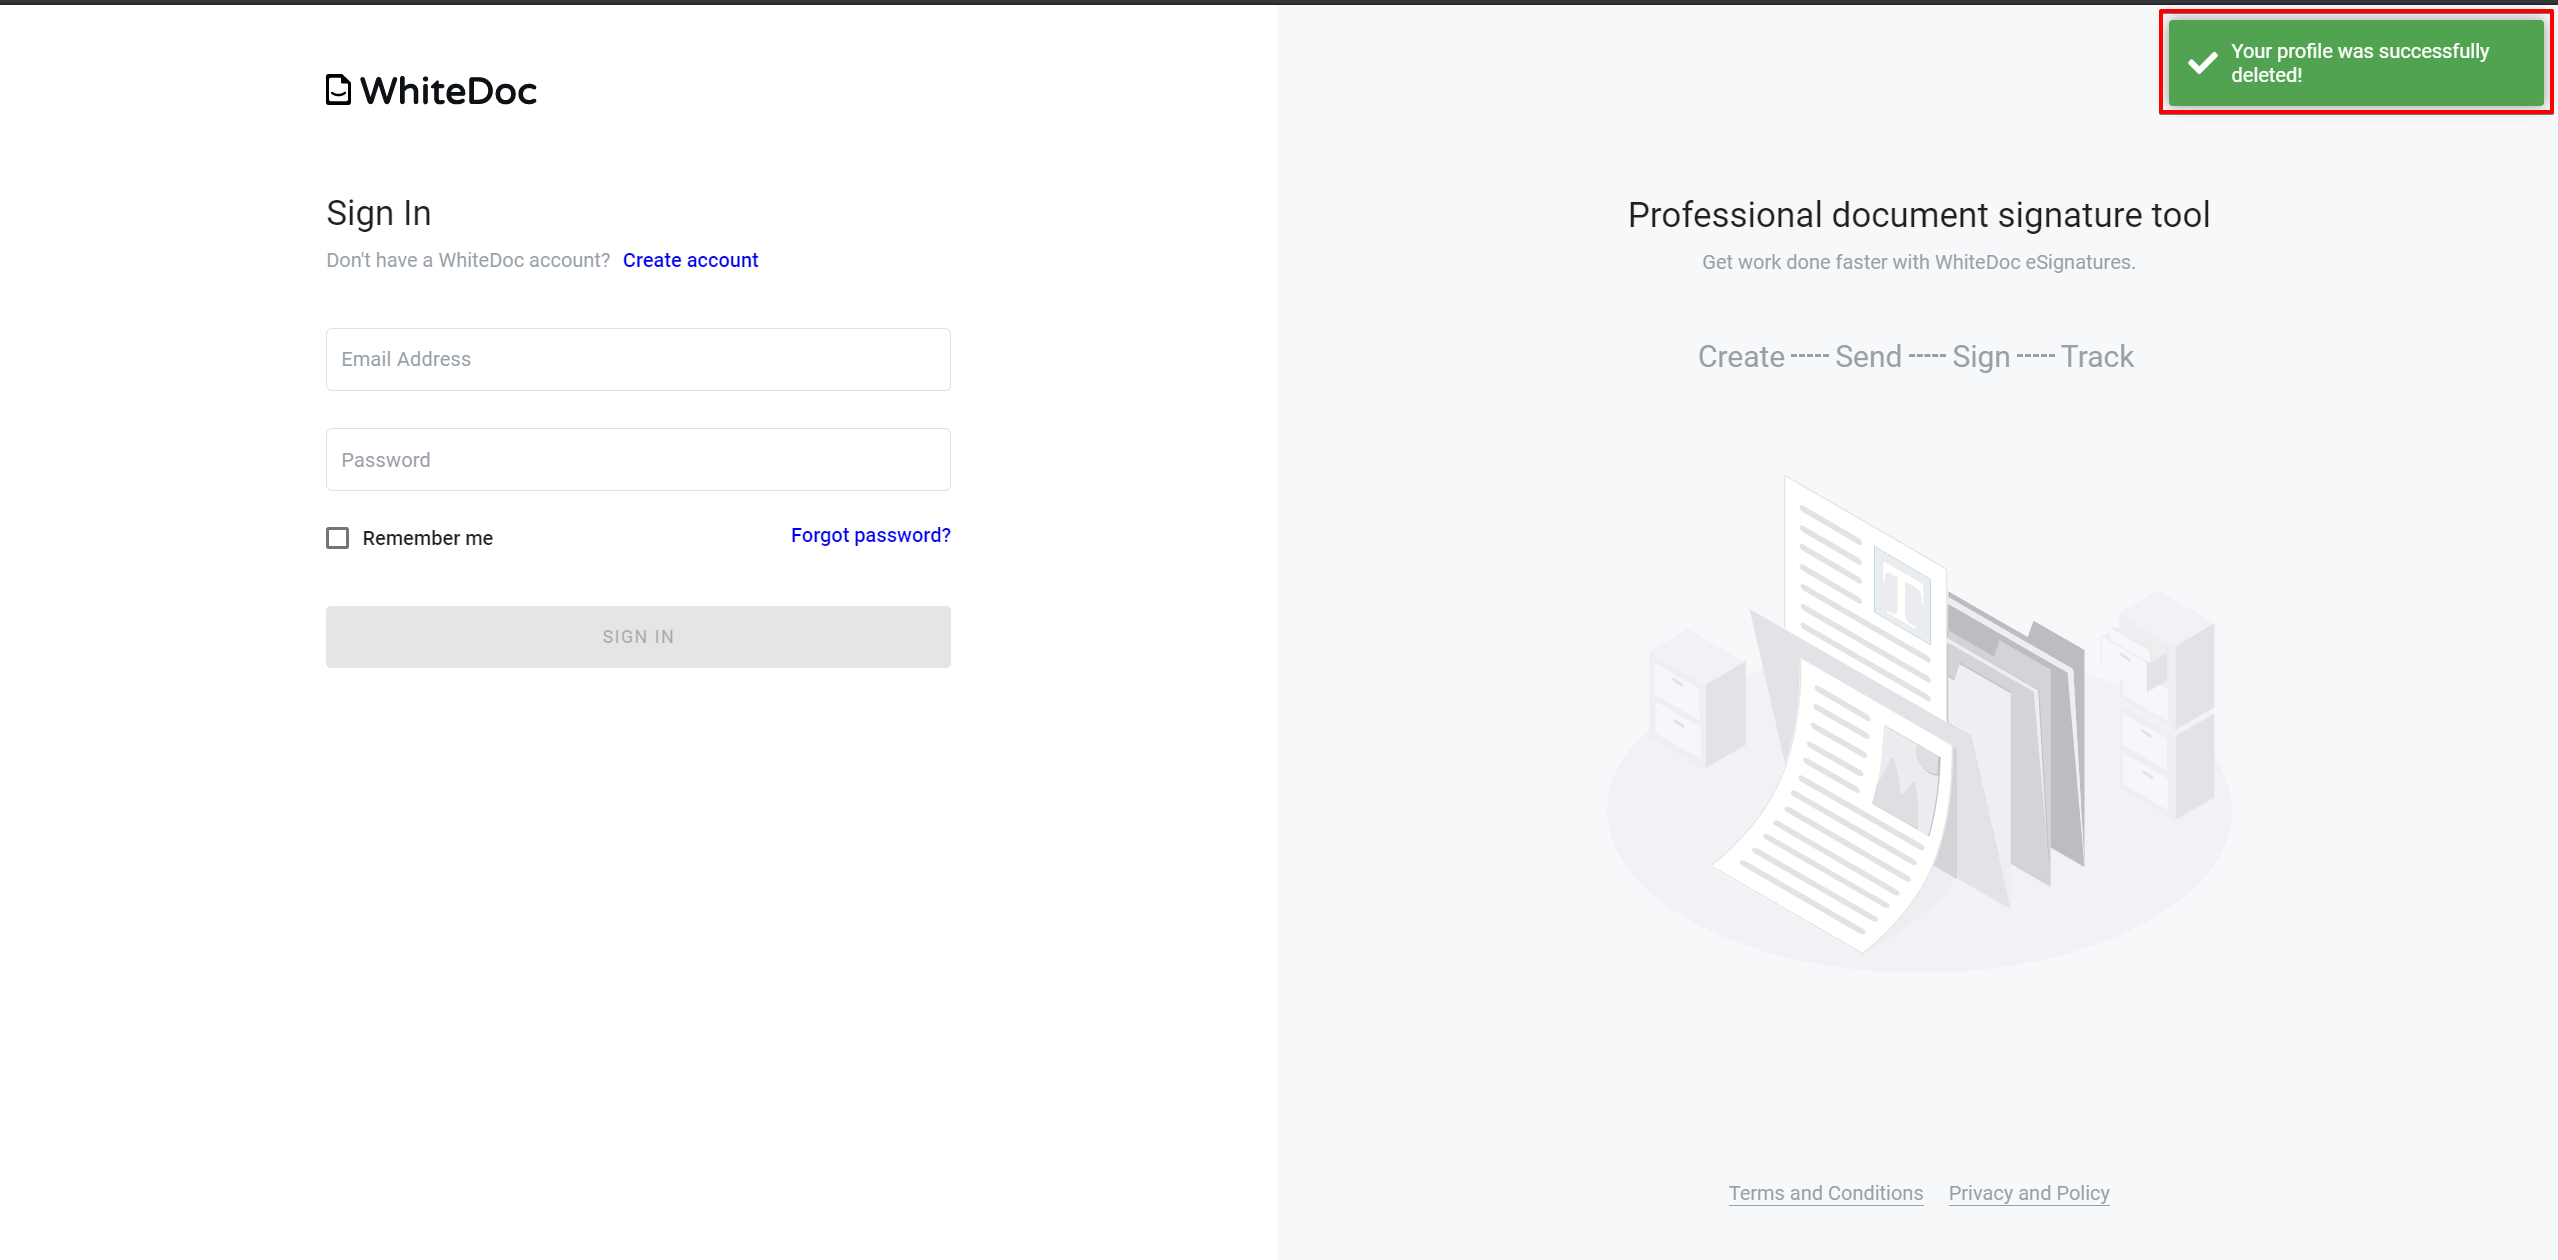 WhiteDoc
Your profile was successfully
deleted!
Sign In
Don't have a WhiteDoc account? Create account
Email Address
Password
Remember me
Forgot password?
SIGN IN
Professional document signature tool
Get work done faster with WhiteDoc eSignatures.
Create ----- Send ----- Sign ----- Track
T
Terms and Conditions
Privacy and Policy